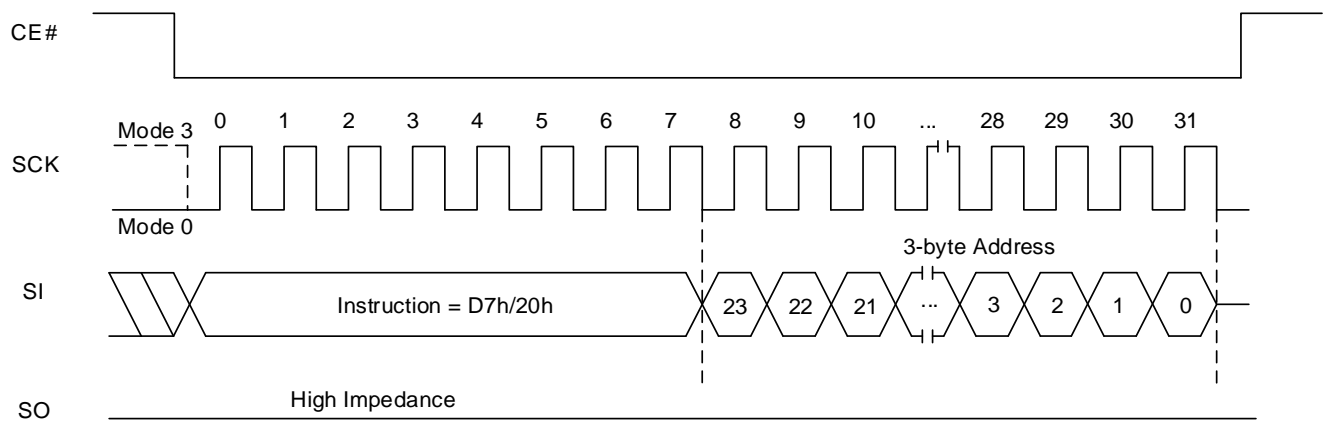 CE#
Mode 3 0 1 2 3 4 5 6 7 8 9 10 ... 28 29 30 31
SCK
Mode 0
3-byte Address
SI Instruction = D7h/20h 23 22 21 ... 3 2 1 0
High Impedance
SO